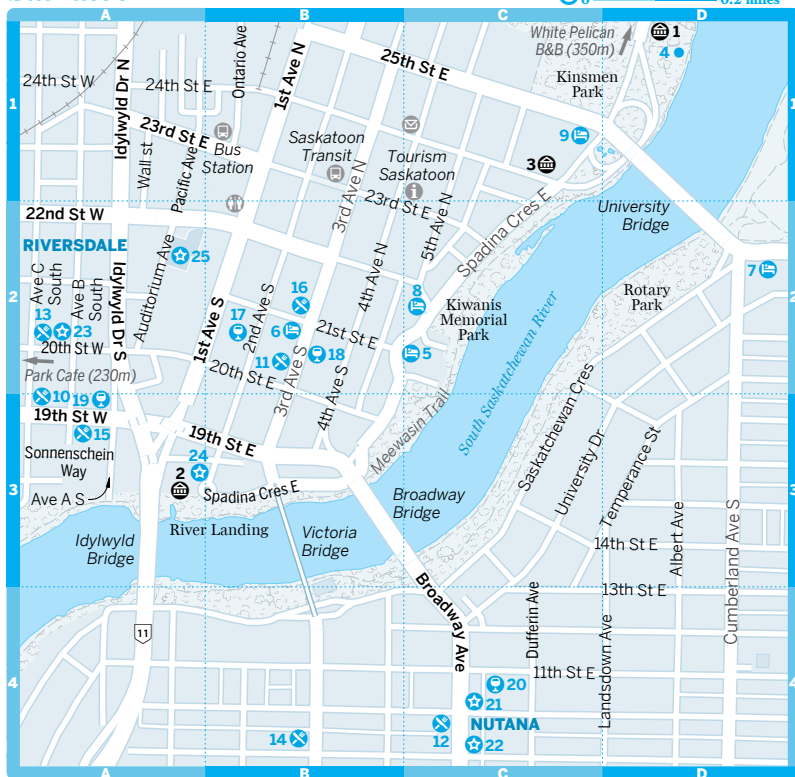 0 0.2 miles
A B C D
White Pelican
B&B (350m)
1
4
Kinsmen
Park
25th St E
1st Ave N
Ontario Ave
Idylwyld Dr N
24th St W
24th St E
1
1
23rd St E
Wall st
Pacific Ave
Bus
Station
Saskatoon
Transit
3rd Ave N
Tourism
Saskatoon
9
3
23rd St E
5th Ave N
Spadina Cres E
22nd St W
University
Bridge
RIVERSDALE
Ave C
South
Ave B
South
Idylwyld Dr S
Auditorium Ave
25
4th Ave N
7
2
2
16
8
Kiwanis
Memorial
Park
Rotary
Park
13
23
1st Ave S
17
2nd Ave S
6
21st St E
20th St W
11
18
5
Park Cafe (230m)
20th St E
3rd Ave S
4th Ave S
South Saskatchewan River
10
19
19th St W
15
19th St E
Meewasin Trail
Saskatchewan Cres
University Dr
Temperance St
Sonnenschein
Way
24
2
3
3
Ave A S
Spadina Cres E
Broadway
Bridge
River Landing
Idylwyld
Bridge
Victoria
Bridge
14th St E
Albert Ave
Cumberland Ave S
13th St E
Broadway Ave
Dufferin Ave
Landsdown Ave
11
11th St E
4
4
20
21
NUTANA
14
12
22
A B C D